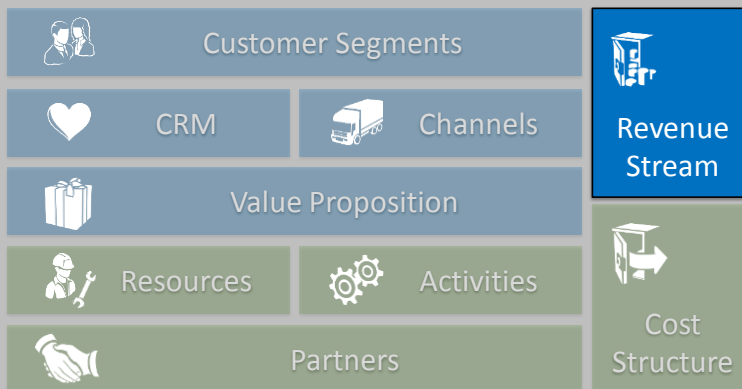 Customer Segments
CRM
Channels
Value Proposition
Resources
Activities
Partners
Revenue
Stream
Cost
Structure